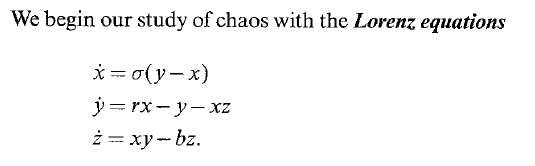 We begin our study of chaos with the Lorenz equations
ẋ = σ(y − x)
ẏ = rx − y − xz
ż = xy − bz.